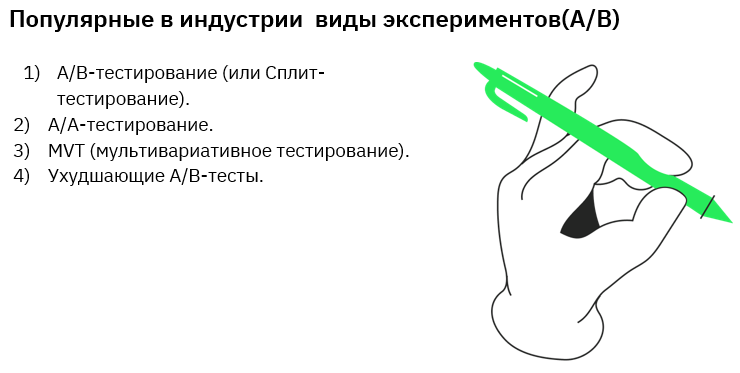 Популярные в индустрии  виды экспериментов(А/В)
1) А/В-тестирование (или Сплит-
тестирование).
2) А/А-тестирование.
3) MVT (мультивариативное тестирование).
4) Ухудшающие А/В-тесты.